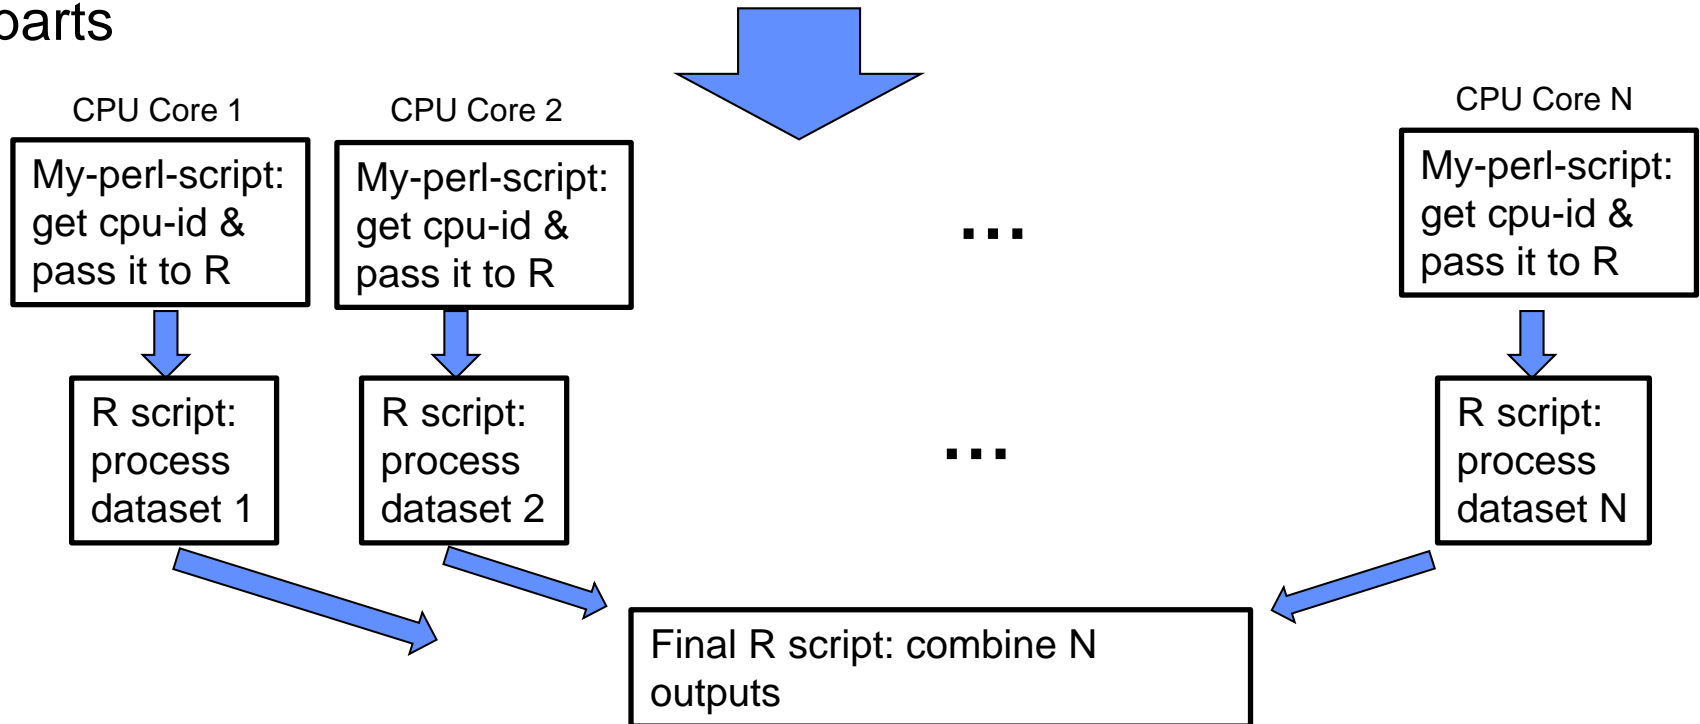 parts
CPU Core 1
CPU Core 2
CPU Core N
My-perl-script:
get cpu-id &
pass it to R
My-perl-script:
get cpu-id &
pass it to R
...
My-perl-script:
get cpu-id &
pass it to R
R script:
process
dataset 1
R script:
process
dataset 2
...
R script:
process
dataset N
Final R script: combine N
outputs